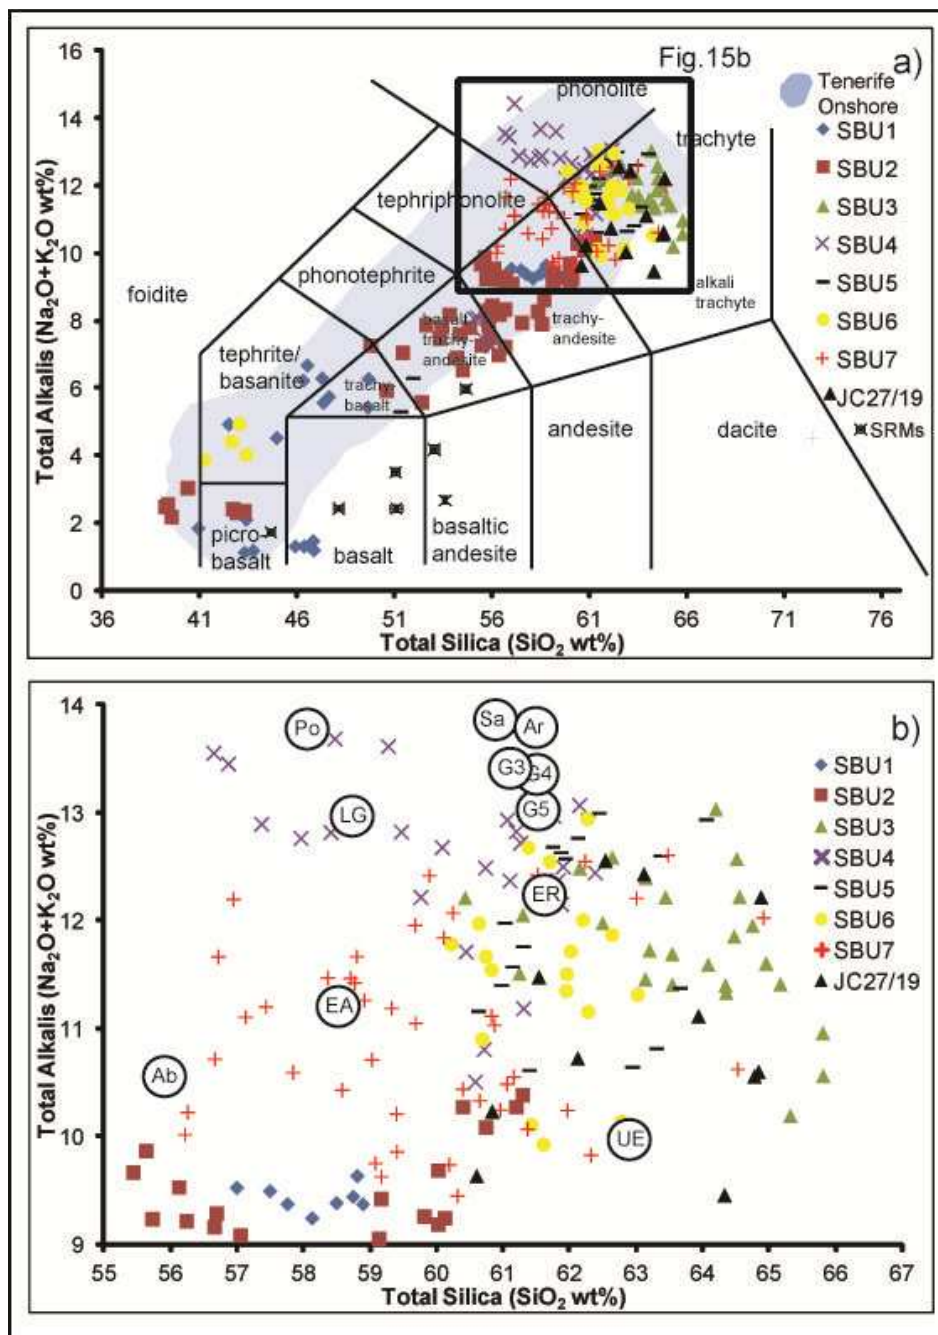 Fig.15b
a)
16
14
12
10
8
6
4
2
0
Total Alkalis (Na2O+K2O wt%)
phonolite
trachyte
tephriphonolite
phonotephrite
foidite
tephrite/
basanite
trachy-
basalt
basalt
trachy-
andesite
trachy-
andesite
alkali
trachyte
andesite
dacite
picro-
basalt
basalt
basaltic
andesite
Tenerife
Onshore
SBU1
SBU2
SBU3
SBU4
SBU5
SBU6
SBU7
JC27/19
SRMs
36 41 46 51 56 61 66 71 76
Total Silica (SiO2 wt%)
b)
14
13
12
11
10
9
Total Alkalis (Na2O+K2O wt%)
Po
Sa
Ar
G3
G4
G5
LG
ER
EA
Ab
UE
SBU1
SBU2
SBU3
SBU4
SBU5
SBU6
SBU7
JC27/19
55 56 57 58 59 60 61 62 63 64 65 66 67
Total Silica (SiO2 wt%)